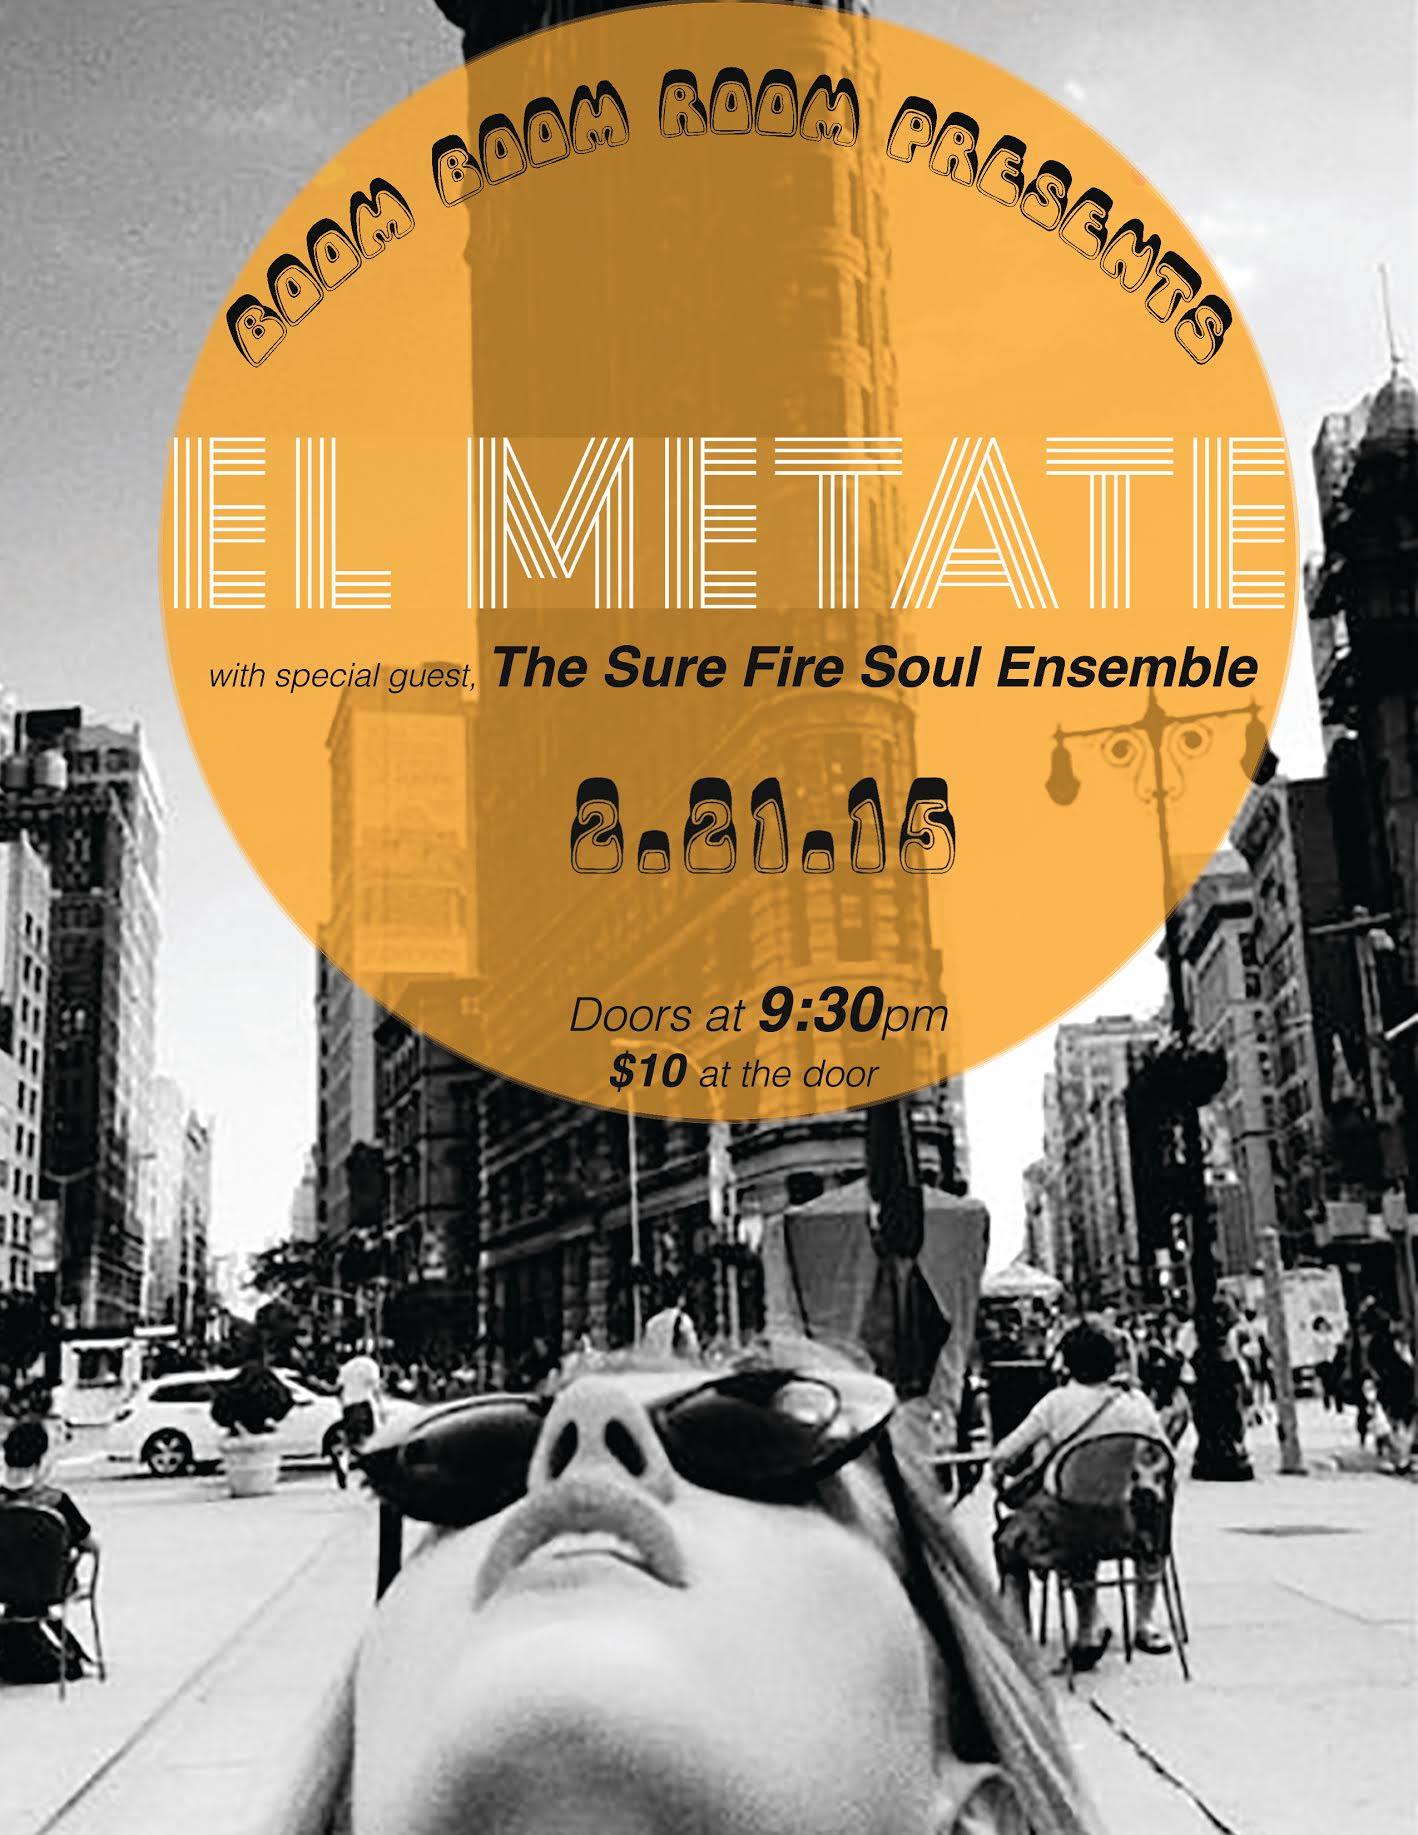 BOOM BOOM ROOM PRESENTS
EL METATE
with special guest, The Sure Fire Soul Ensemble
2.21.15
Doors at 9:30pm
$10 at the door